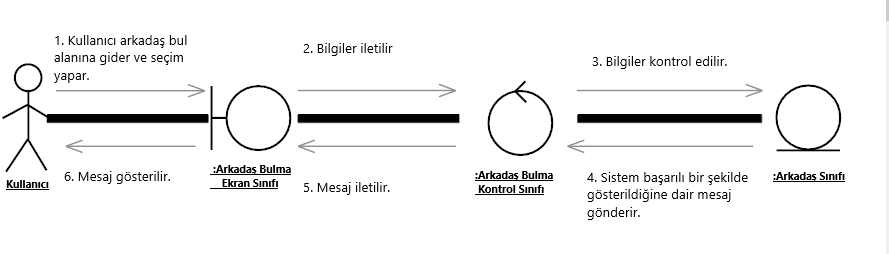 1. Kullanıcı arkadaş bul
alanına gider ve seçim
yapar.
2. Bilgiler iletilir
3. Bilgiler kontrol edilir.
Kullanıcı
6. Mesaj gösterilir.
:Arkadaş Bulma
Ekran Sınıfı
5. Mesaj iletilir.
:Arkadaş Bulma
Kontrol Sınıfı
4. Sistem başarılı bir şekilde
gösterildiğine dair mesaj
gönderir.
:Arkadaş Sınıfı